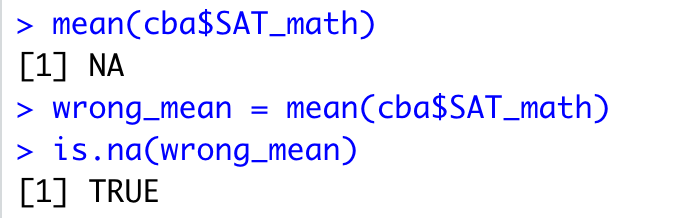 > mean(cba$SAT_math)
[1] NA
> wrong_mean = mean(cba$SAT_math)
> is.na(wrong_mean)
[1] TRUE